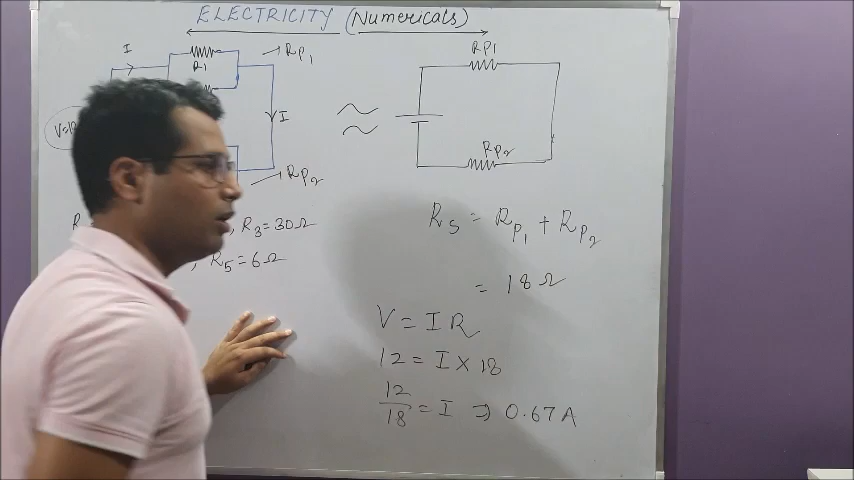 ELECTRICITY (Numericals)
I
R1
Rp1
I
Rp2
R3 = 30Ω
, R5 = 6Ω
Rp1
Rp2
Rs = Rp1 + Rp2
= 18Ω
V = IR
12 = I × 18
12/18 = I ⇒ 0.67A